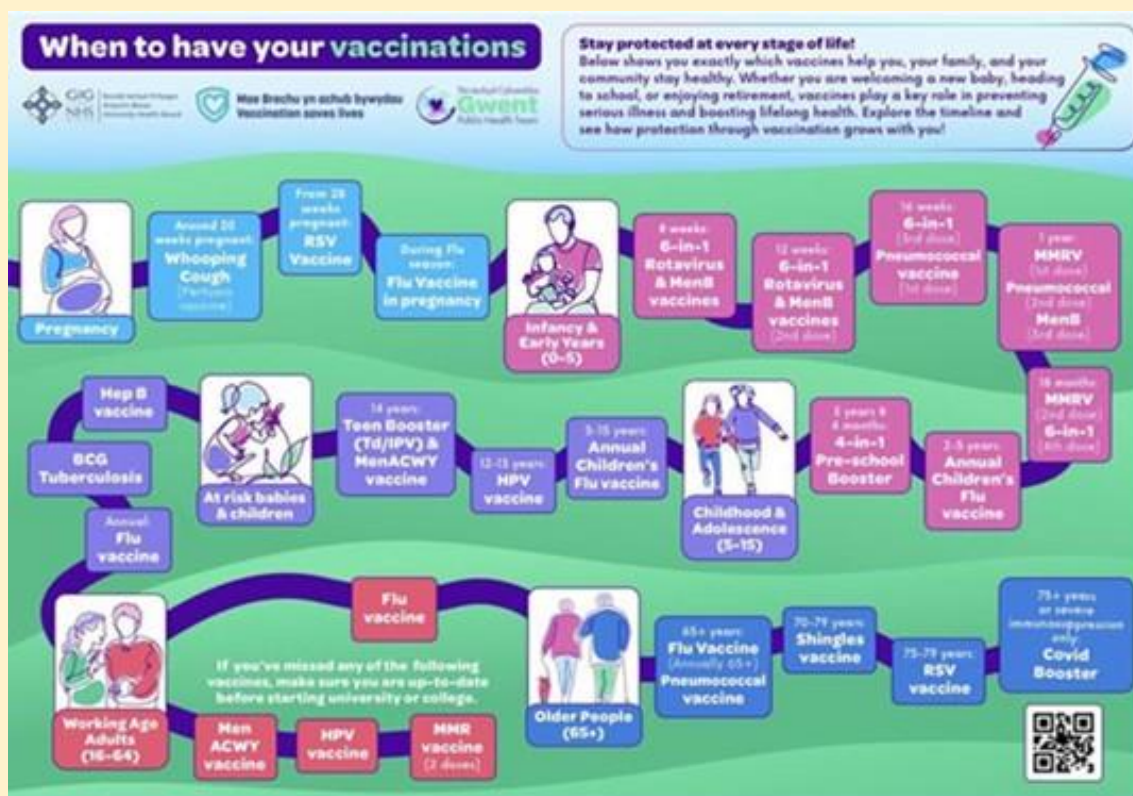 When to have your vaccinations
Stay protected at every stage of life!
Below shows you exactly which vaccines help you, your family, and your
community stay healthy. Whether you are welcoming a new baby, heading
to school, or enjoying retirement, vaccines play a key role in preventing
serious illness and boosting lifelong health. Explore the timeline and
see how protection through vaccination grows with you!
GIG
NHS
Mae Brechu yn achub bywydau
Vaccination saves lives
Gwent
Public Health Team
Pregnancy
Around 20
weeks pregnant:
Whooping
Cough
(Pertussis
vaccine)
From 28
weeks pregnant:
RSV
Vaccine
During Flu
season:
Flu Vaccine
in pregnancy
Infancy &
Early Years
(0-5)
8 weeks:
6-in-1
Rotavirus
& MenB
vaccines
12 weeks:
6-in-1
Rotavirus
& MenB
vaccines
(2nd dose)
16 weeks:
6-in-1
(3rd dose)
Pneumococcal
vaccine
(1st dose)
1 year:
MMRV
(1st dose)
Pneumococcal
(2nd dose)
MenB
(3rd dose)
18 months:
MMRV
(2nd dose)
6-in-1
(4th dose)
2-5 years:
Annual
Children's
Flu
vaccine
3 years &
4 months:
4-in-1
Pre-school
Booster
Childhood &
Adolescence
(5-15)
5-15 years:
Annual
Children's
Flu vaccine
12-13 years:
HPV
vaccine
14 years:
Teen Booster
(Td/IPV) &
MenACWY
vaccine
At risk babies
& children
Hep B
vaccine
BCG
Tuberculosis
Annual:
Flu
vaccine
Working Age
Adults
(16-64)
Flu
vaccine
If you've missed any of the following
vaccines, make sure you are up-to-date
before starting university or college.
Men
ACWY
vaccine
HPV
vaccine
MMR
vaccine
(2 doses)
Older People
(65+)
65+ years:
Flu Vaccine
(Annually 65+)
Pneumococcal
vaccine
70-79 years:
Shingles
vaccine
75-79 years:
RSV
vaccine
75+ years
or severe
immunosuppression
only:
Covid
Booster